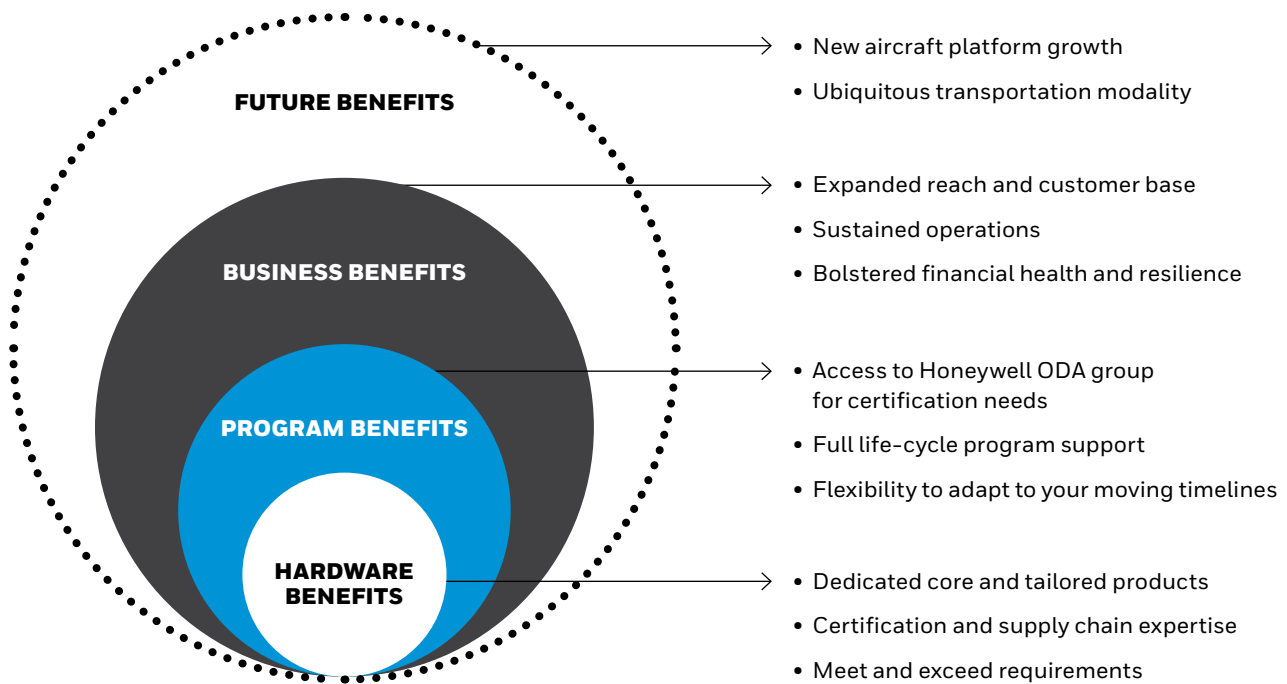 FUTURE BENEFITS
• New aircraft platform growth
• Ubiquitous transportation modality
BUSINESS BENEFITS
• Expanded reach and customer base
• Sustained operations
• Bolstered financial health and resilience
PROGRAM BENEFITS
• Access to Honeywell ODA group
for certification needs
• Full life-cycle program support
• Flexibility to adapt to your moving timelines
HARDWARE
BENEFITS
• Dedicated core and tailored products
• Certification and supply chain expertise
• Meet and exceed requirements